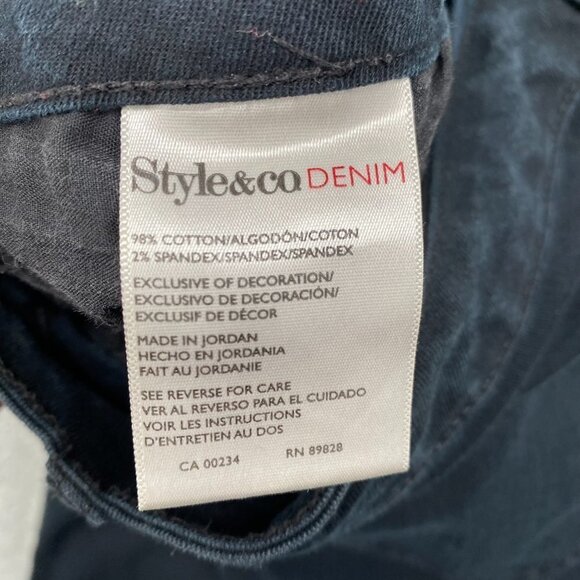 Style&co. DENIM
98% COTTON/ALGODÓN/COTON
2% SPANDEX/SPANDEX/SPANDEX
EXCLUSIVE OF DECORATION/
EXCLUSIVO DE DECORACIÓN/
EXCLUSIF DE DÉCOR
MADE IN JORDAN
HECHO EN JORDANIA
FAIT AU JORDANIE
SEE REVERSE FOR CARE
VER AL REVERSO PARA EL CUIDADO
VOIR LES INSTRUCTIONS
D'ENTRETIEN AU DOS
CA 00234 RN 89828